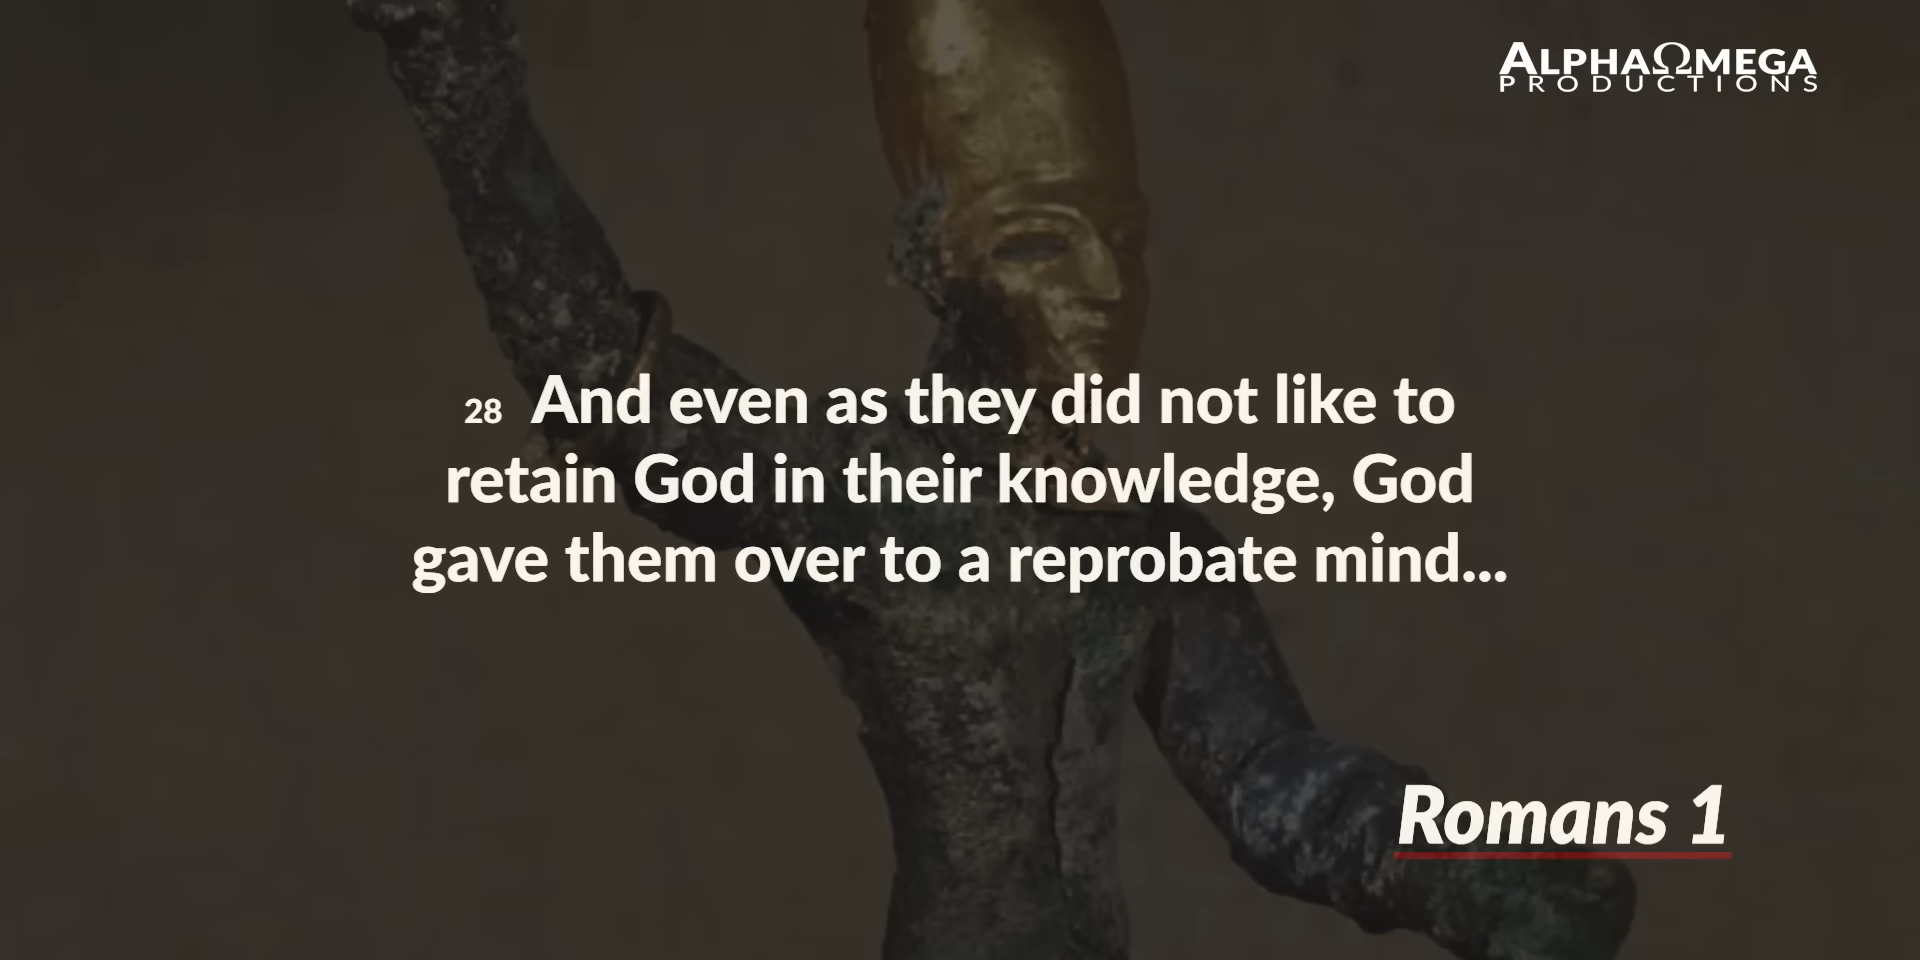 AlphaΩmega
PRODUCTIONS
28 And even as they did not like to
retain God in their knowledge, God
gave them over to a reprobate mind...
Romans 1